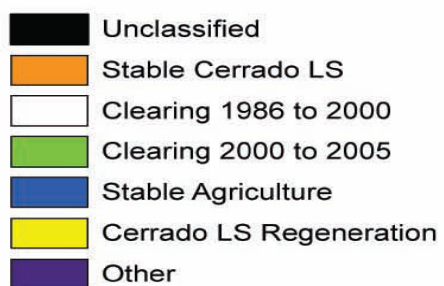 Unclassified
Stable Cerrado LS
Clearing 1986 to 2000
Clearing 2000 to 2005
Stable Agriculture
Cerrado LS Regeneration
Other